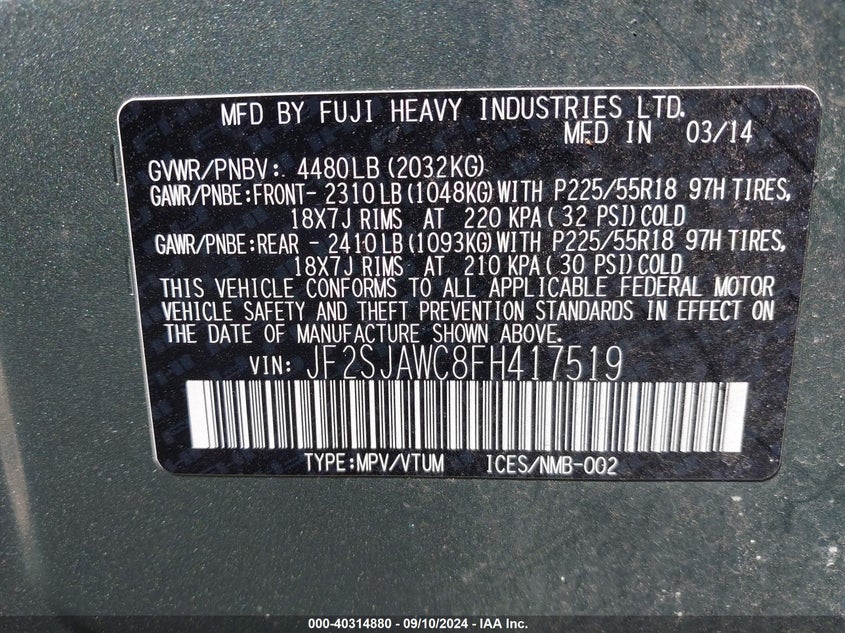 MFD BY FUJI HEAVY INDUSTRIES LTD.
MFD IN 03/14
GVWR/PNBV: 4480LB(2032KG)
GAWR/PNBE:FRONT- 2310LB(1048KG)WITH P225/55R18 97H TIRES,
18X7J RIMS AT 220 KPA(32 PSI)COLD
GAWR/PNBE:REAR - 2410LB(1093KG)WITH P225/55R18 97H TIRES,
18X7J RIMS AT 210 KPA(30 PSI)COLD
THIS VEHICLE CONFORMS TO ALL APPLICABLE FEDERAL MOTOR
VEHICLE SAFETY AND THEFT PREVENTION STANDARDS IN EFFECT ON
THE DATE OF MANUFACTURE SHOWN ABOVE.
VIN: JF2SJAWC8FH417519
TYPE:MPV/VTUM ICES/NMB-002
000-40314880 - 09/10/2024 - IAA Inc.